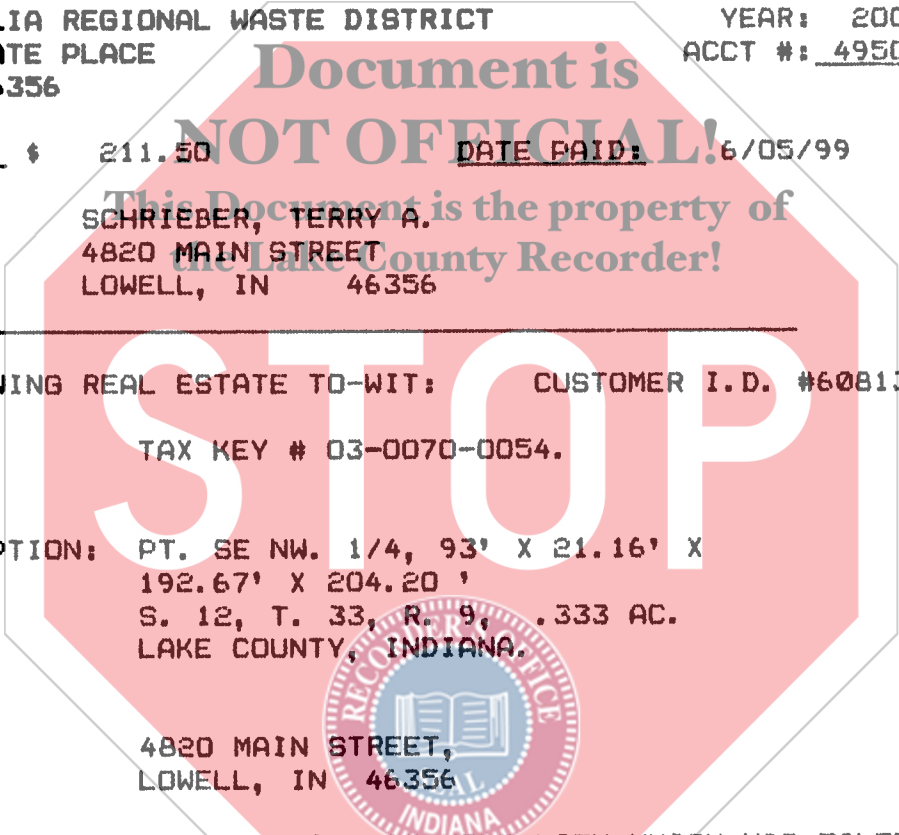 LIA REGIONAL WASTE DISTRICT YEAR: 200
ATE PLACE ACCT #: 4950
6356
Document is
NOT OFFICIAL!
$ 211.50 DATE PAID: 6/05/99
This Document is the property of
the Lake County Recorder!
SCHRIEBER, TERRY A.
4820 MAIN STREET
LOWELL, IN 46356
STOP
WING REAL ESTATE TO-WIT: CUSTOMER I.D. #60813
TAX KEY # 03-0070-0054.
PTION: PT. SE NW. 1/4, 93' X 21.16' X
192.67' X 204.20 '
S. 12, T. 33, R. 9, .333 AC.
LAKE COUNTY, INDIANA.
RECORDER'S OFFICE
SEAL
INDIANA
4820 MAIN STREET,
LOWELL, IN 46356